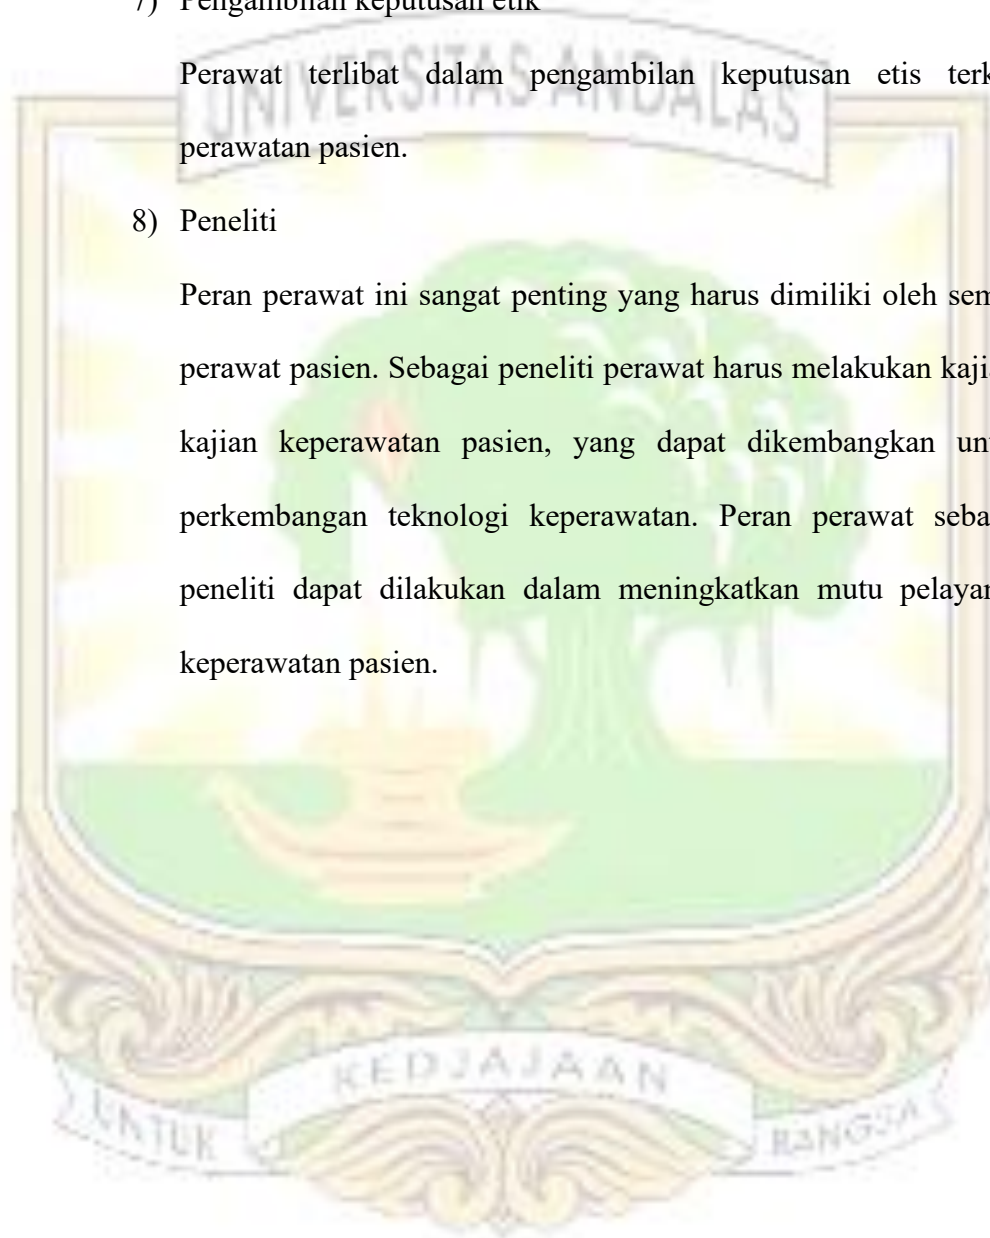 7) Pengambilan keputusan etik
Perawat terlibat dalam pengambilan keputusan etis terk
perawatan pasien.
8) Peneliti
Peran perawat ini sangat penting yang harus dimiliki oleh sem
perawat pasien. Sebagai peneliti perawat harus melakukan kaji
kajian keperawatan pasien, yang dapat dikembangkan un
perkembangan teknologi keperawatan. Peran perawat seba
peneliti dapat dilakukan dalam meningkatkan mutu pelayan
keperawatan pasien.
UNIVERSITAS ANDALAS
KEDJAJAAN
UNTUK
BANGSA